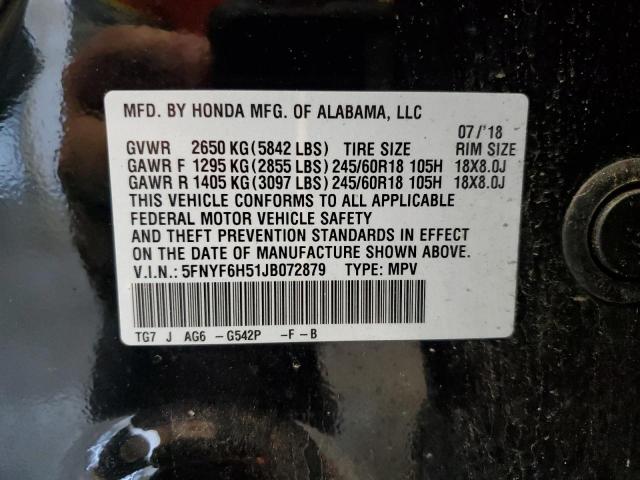 MFD. BY HONDA MFG. OF ALABAMA, LLC
07/'18
GVWR 2650 KG(5842 LBS) TIRE SIZE RIM SIZE
GAWR F 1295 KG(2855 LBS) 245/60R18 105H 18X8.0J
GAWR R 1405 KG(3097 LBS) 245/60R18 105H 18X8.0J
THIS VEHICLE CONFORMS TO ALL APPLICABLE
FEDERAL MOTOR VEHICLE SAFETY
AND THEFT PREVENTION STANDARDS IN EFFECT
ON THE DATE OF MANUFACTURE SHOWN ABOVE.
V.I.N.: 5FNYF6H51JB072879 TYPE: MPV
TG7 J AG6 - G542P -F-B